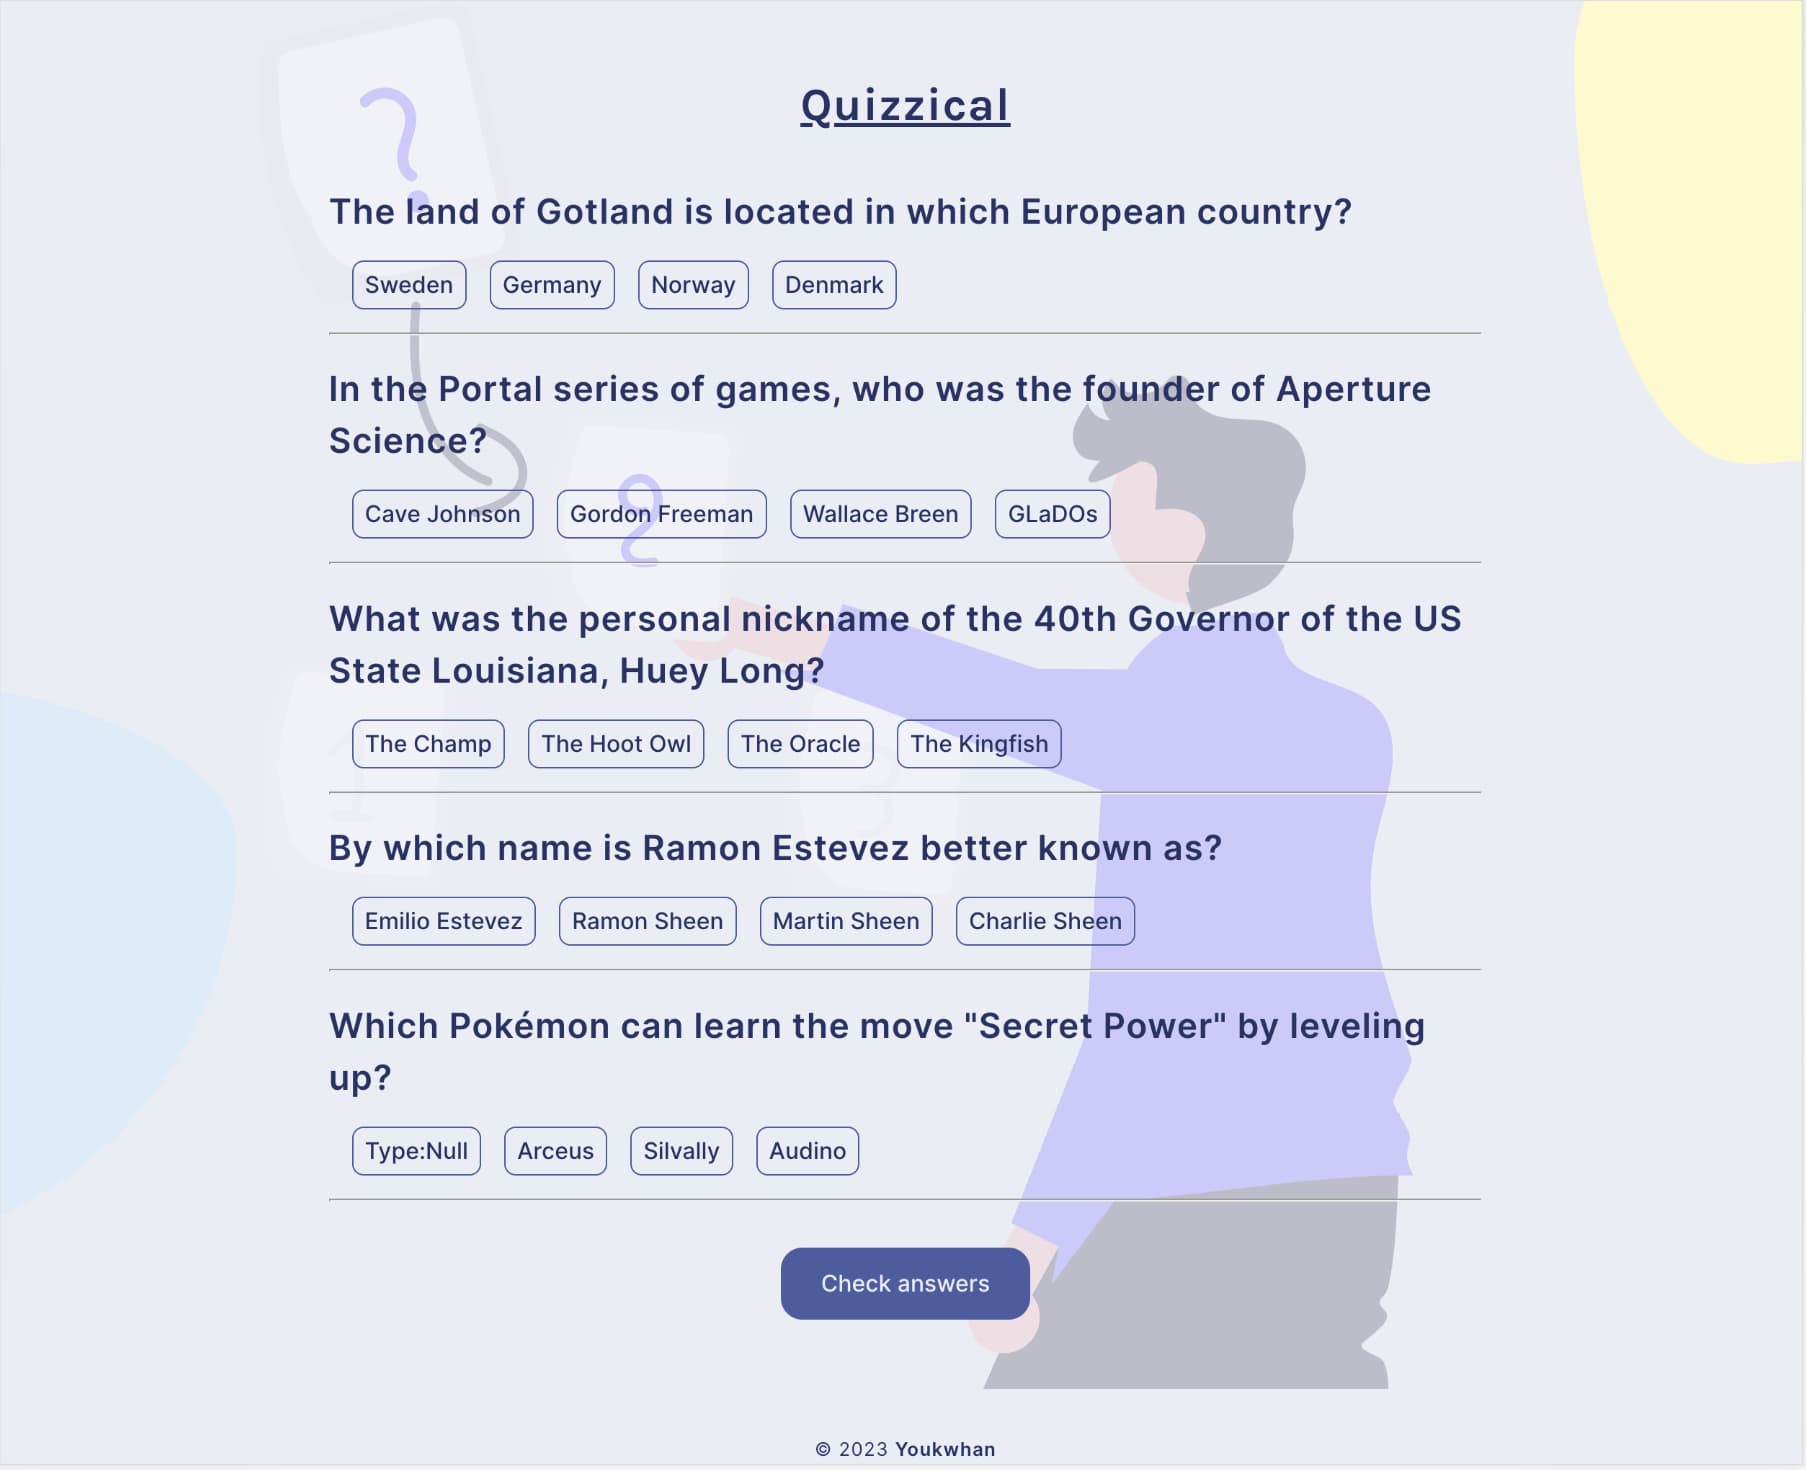 Quizzical
The land of Gotland is located in which European country?
Sweden Germany Norway Denmark
In the Portal series of games, who was the founder of Aperture
Science?
Cave Johnson Gordon Freeman Wallace Breen GLaDOs
What was the personal nickname of the 40th Governor of the US
State Louisiana, Huey Long?
The Champ The Hoot Owl The Oracle The Kingfish
By which name is Ramon Estevez better known as?
Emilio Estevez Ramon Sheen Martin Sheen Charlie Sheen
Which Pokémon can learn the move "Secret Power" by leveling
up?
Type:Null Arceus Silvally Audino
Check answers
© 2023 Youkwhan